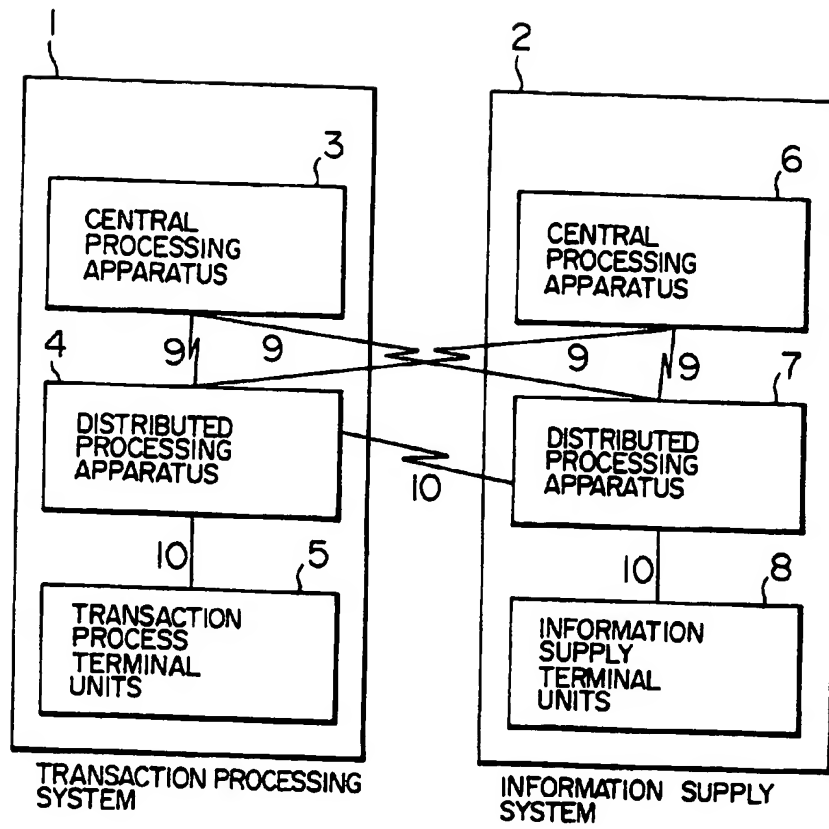 1
2
3
CENTRAL
PROCESSING
APPARATUS
6
CENTRAL
PROCESSING
APPARATUS
9
9
9
9
4
DISTRIBUTED
PROCESSING
APPARATUS
7
DISTRIBUTED
PROCESSING
APPARATUS
10
10
10
5
TRANSACTION
PROCESS
TERMINAL
UNITS
8
INFORMATION
SUPPLY
TERMINAL
UNITS
TRANSACTION PROCESSING
SYSTEM
INFORMATION SUPPLY
SYSTEM